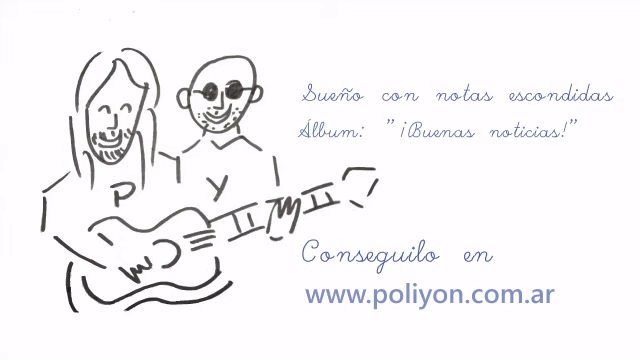 Sueño con notas escondidas
Álbum: "¡Buenas noticias!"
P Y
Conseguilo en
www.poliyon.com.ar